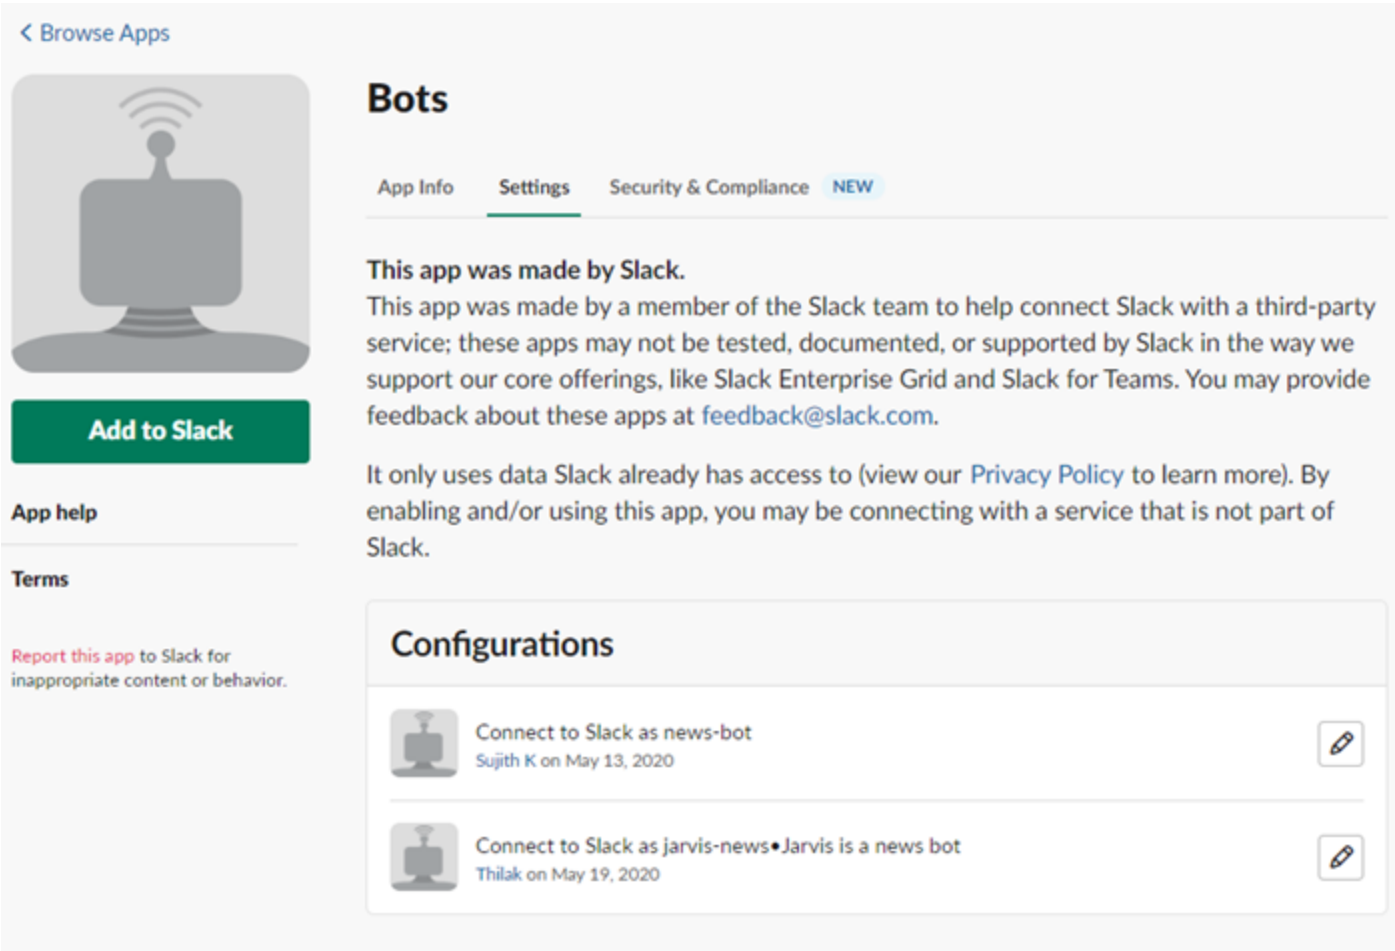 Browse Apps
Bots
App Info Settings Security & Compliance NEW
This app was made by Slack.
This app was made by a member of the Slack team to help connect Slack with a third-party
service; these apps may not be tested, documented, or supported by Slack in the way we
support our core offerings, like Slack Enterprise Grid and Slack for Teams. You may provide
feedback about these apps at feedback@slack.com.
It only uses data Slack already has access to (view our Privacy Policy to learn more). By
enabling and/or using this app, you may be connecting with a service that is not part of
Slack.
Add to Slack
App help
Terms
Report this app to Slack for
inappropriate content or behavior.
Configurations
Connect to Slack as news-bot
Sujith K on May 13, 2020
Connect to Slack as jarvis-news•Jarvis is a news bot
Thilak on May 19, 2020